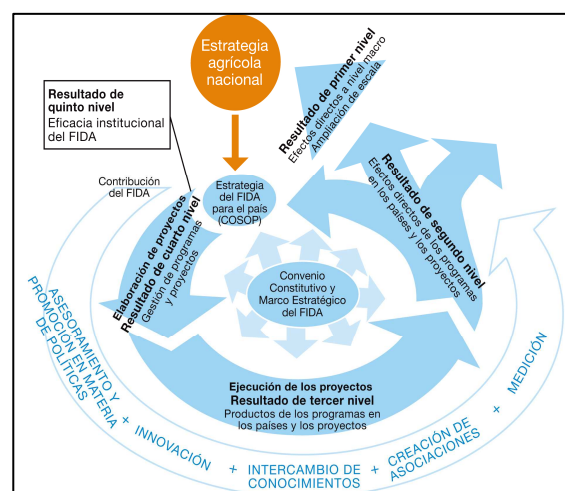 Estrategia
agrícola
nacional
Resultado de
quinto nivel
Eficacia institucional
del FIDA
Resultado de primer nivel
Efectos directos a nivel macro
Ampliación de escala
Contribución
del FIDA
Estrategia
del FIDA
para el país
(COSOP)
Resultado de segundo nivel
Efectos directos de los programas
en los países y los proyectos
Elaboración de proyectos
Resultado de cuarto nivel
Gestión de programas
y proyectos
Convenio
Constitutivo y
Marco Estratégico
del FIDA
Ejecución de los proyectos
Resultado de tercer nivel
Productos de los programas en
los países y los proyectos
ASESORAMIENTO Y
PROMOCIÓN EN MATERIA
DE POLÍTICAS
+ INNOVACIÓN
+ INTERCAMBIO DE
CONOCIMIENTOS
+ CREACIÓN DE
ASOCIACIONES
+ MEDICIÓN